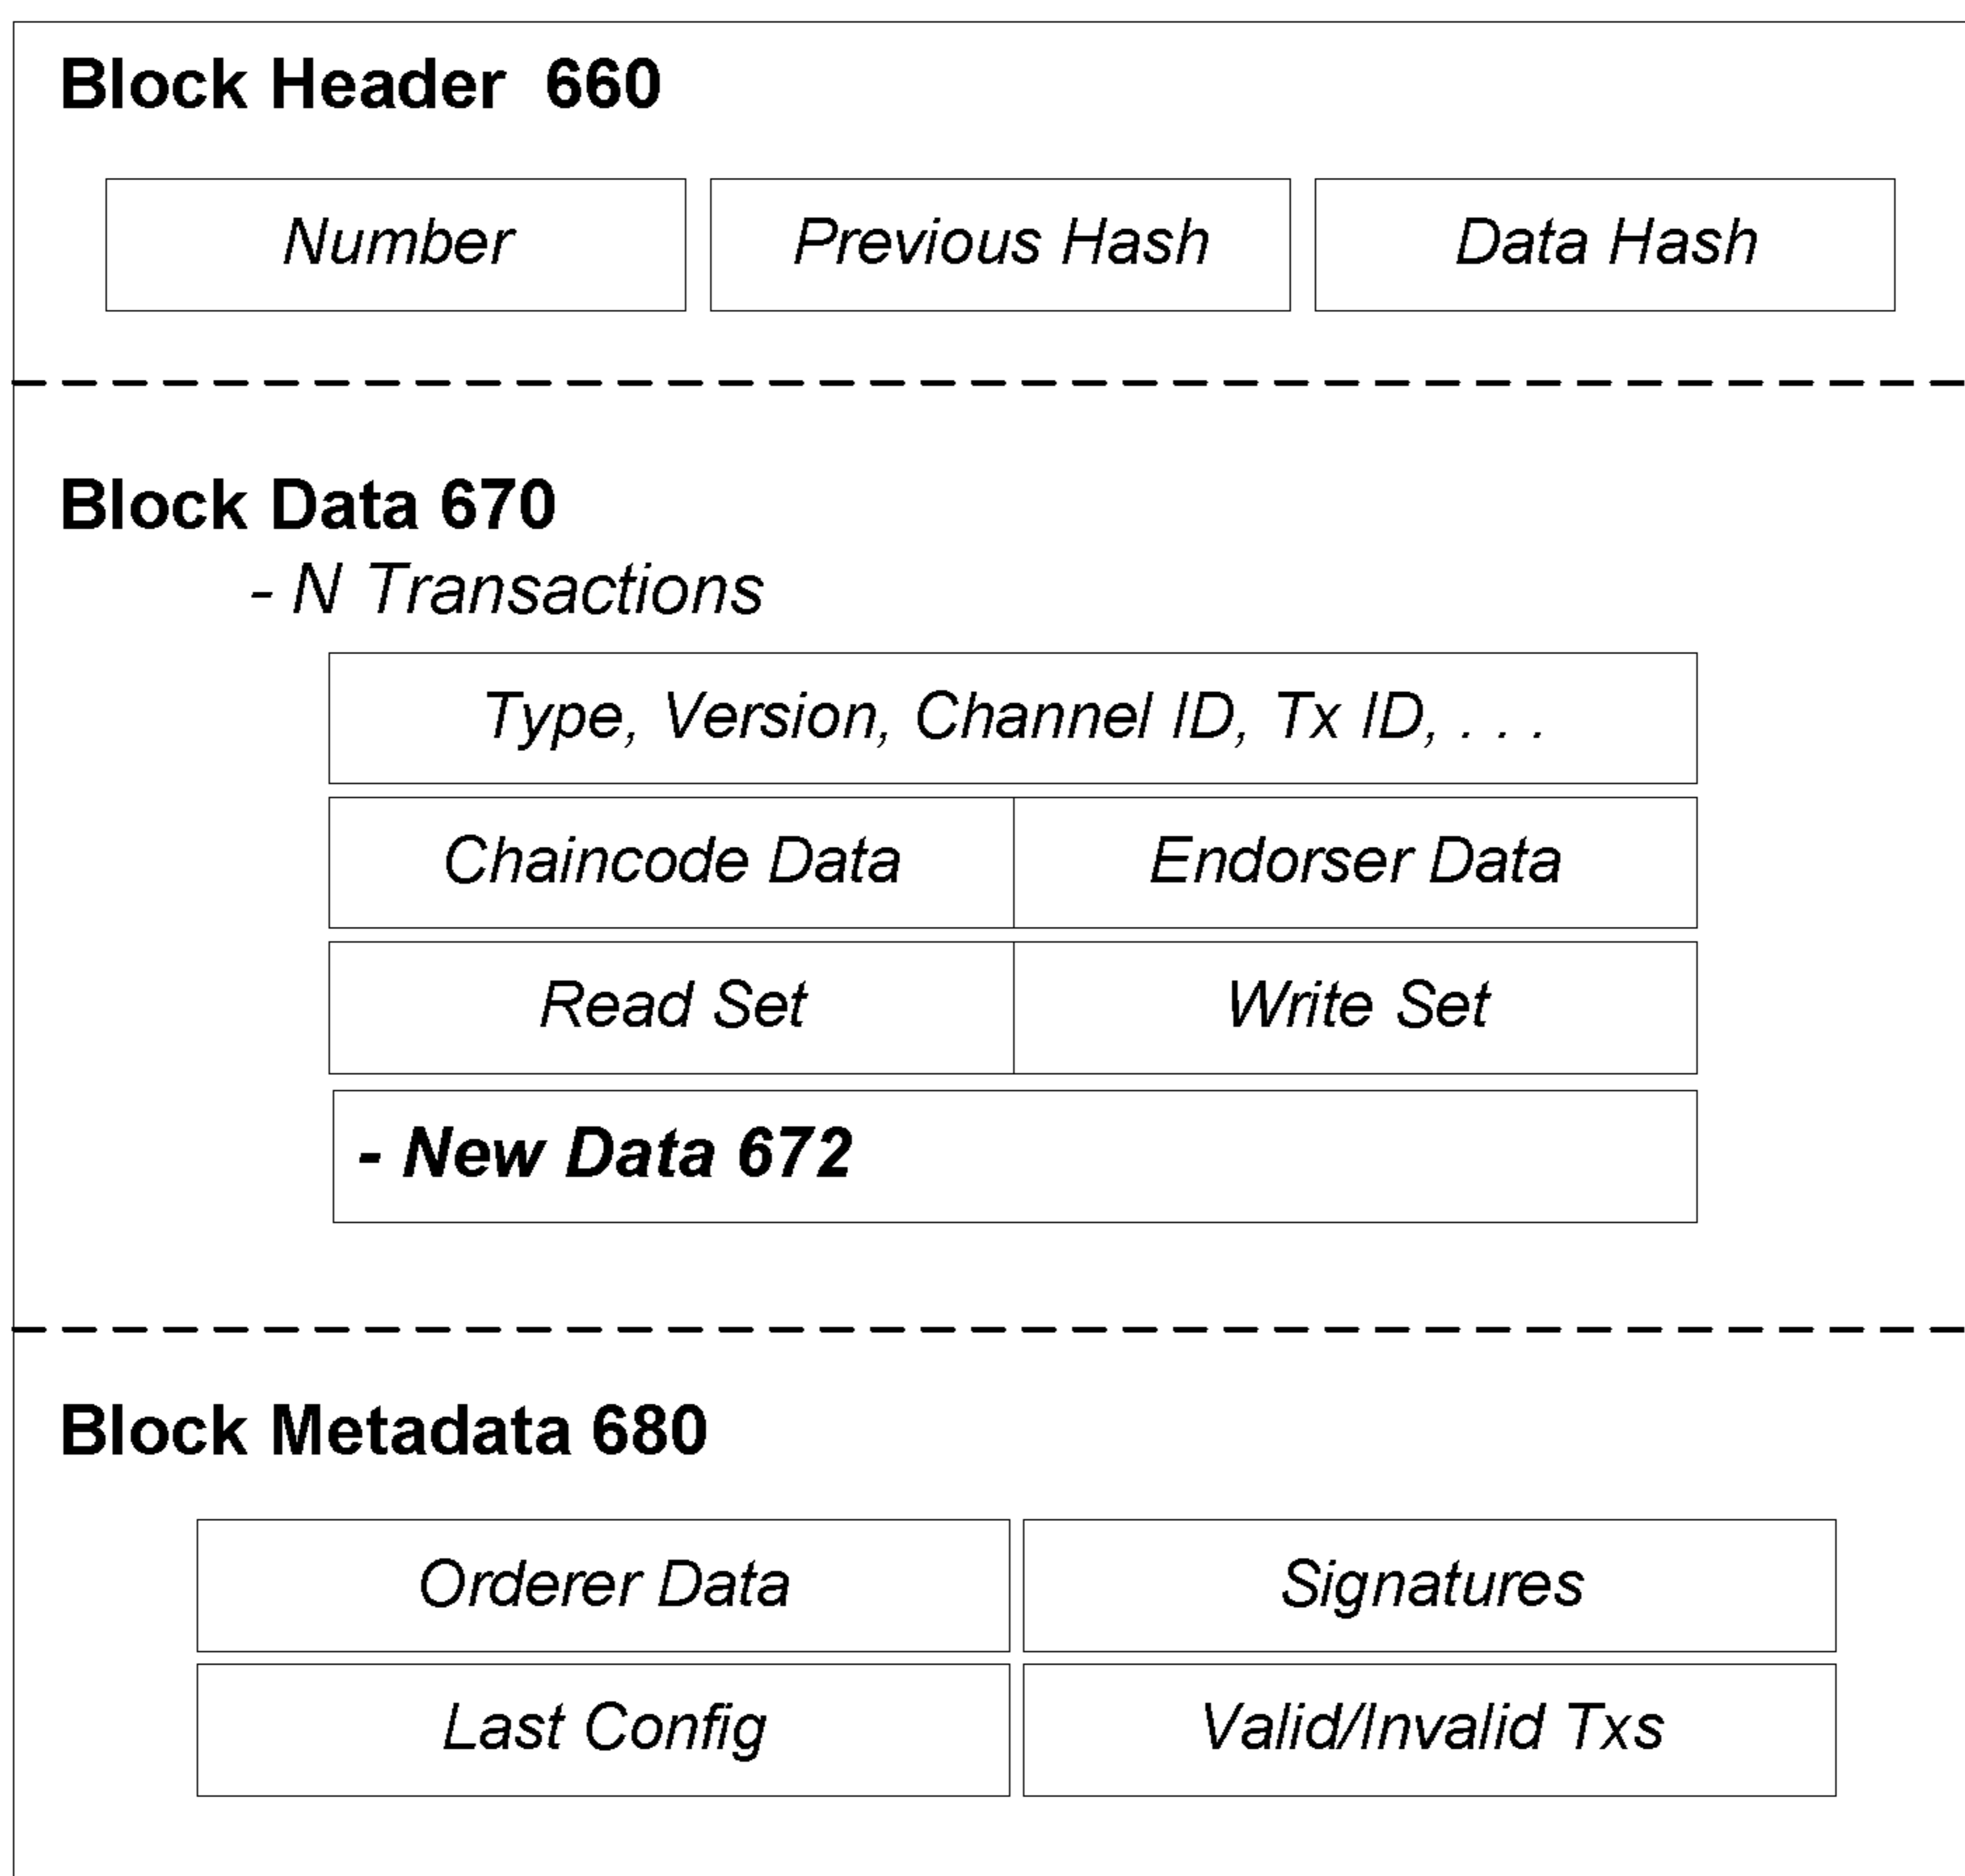 Block Header 660
Number Previous Hash Data Hash
Block Data 670
- N Transactions
Type, Version, Channel ID, Tx ID, . . .
Chaincode Data Endorser Data
Read Set Write Set
- New Data 672
Block Metadata 680
Orderer Data Signatures
Last Config Valid/Invalid Txs